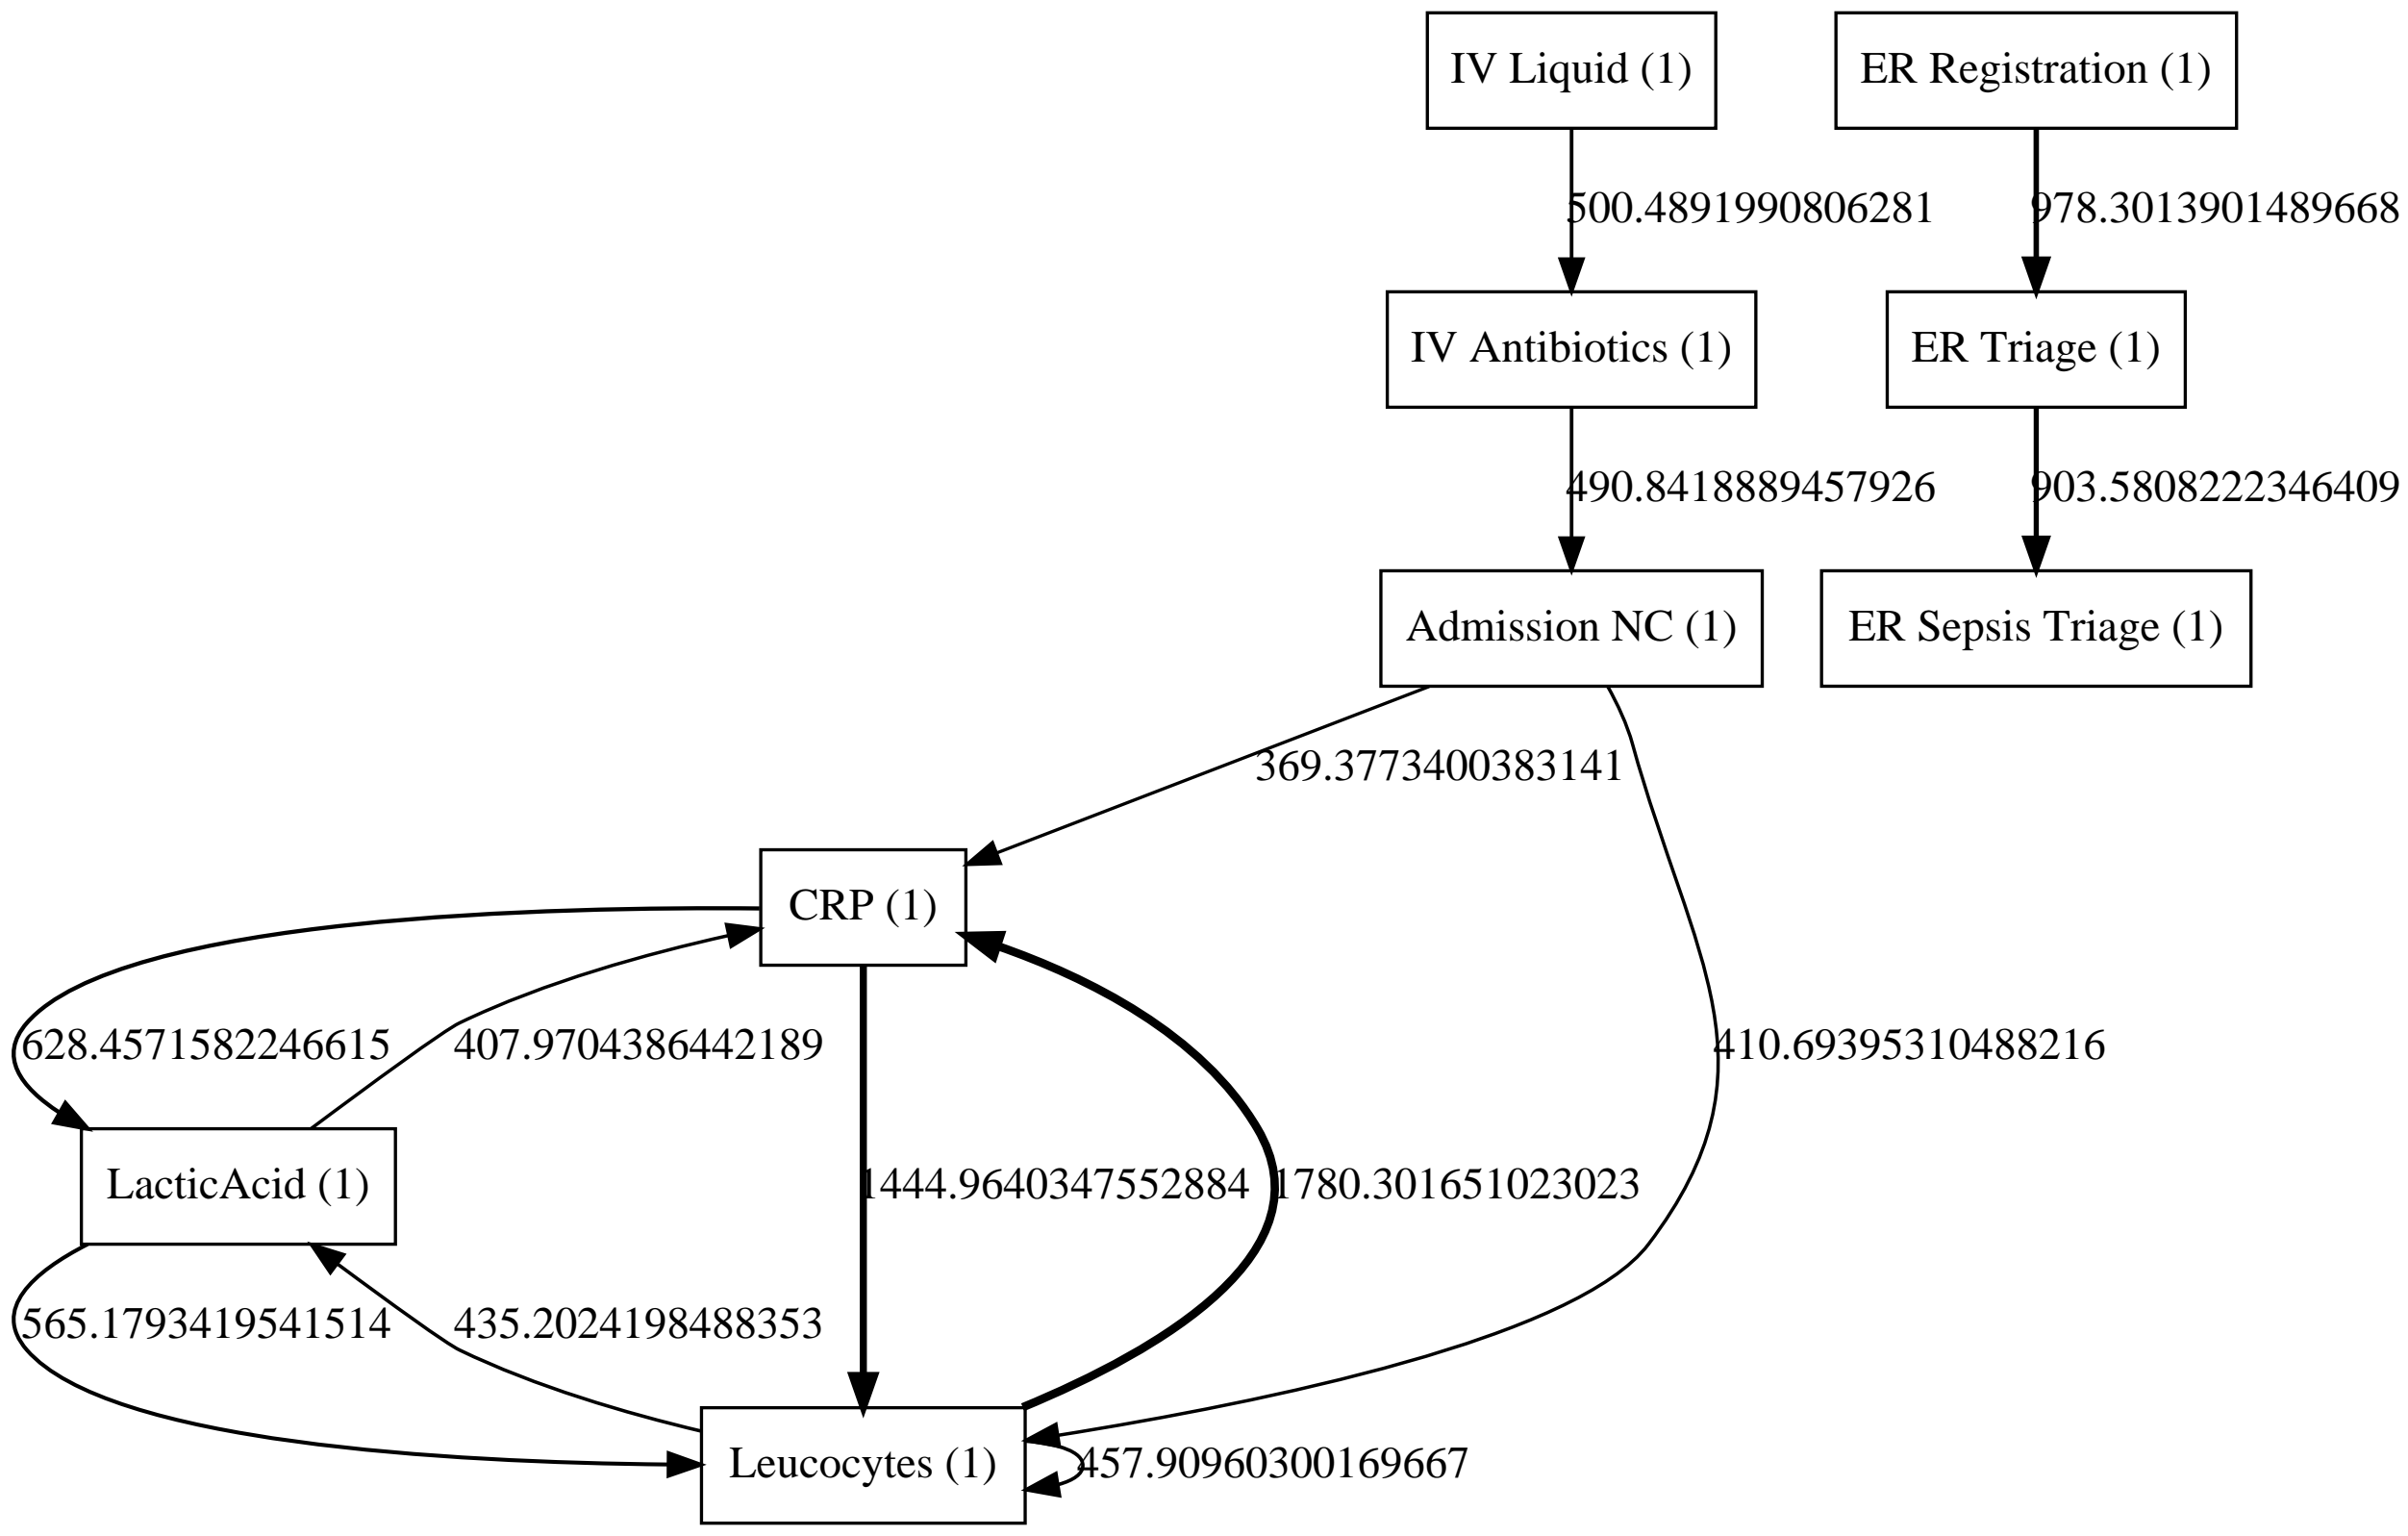 IV Liquid (1)
ER Registration (1)
500.4891990806281
978.3013901489668
IV Antibiotics (1)
ER Triage (1)
490.8418889457926
903.5808222346409
Admission NC (1)
ER Sepsis Triage (1)
369.3773400383141
CRP (1)
628.4571582246615
407.9704386442189
410.69395310488216
LacticAcid (1)
1444.9640347552884
1780.301651023023
565.1793419541514
435.2024198488353
Leucocytes (1)
457.90960300169667